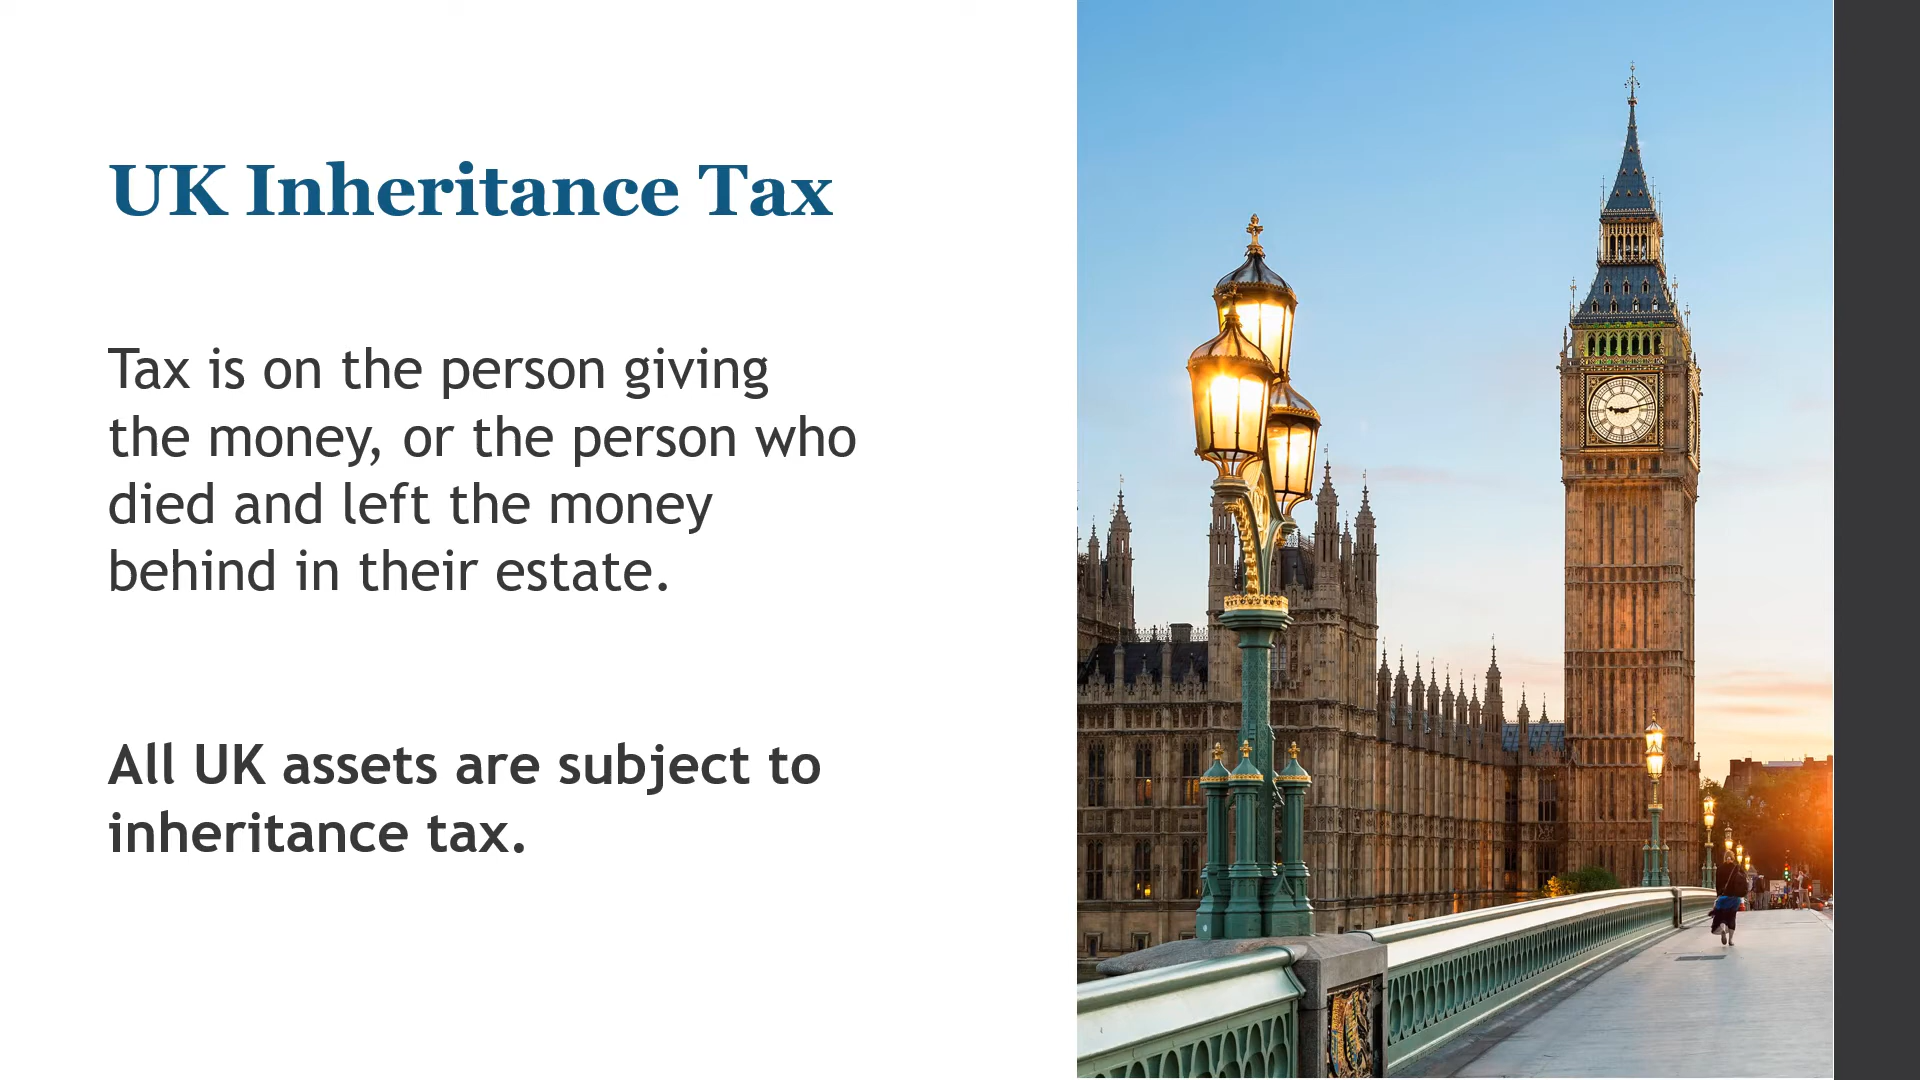 UK Inheritance Tax
Tax is on the person giving
the money, or the person who
died and left the money
behind in their estate.
All UK assets are subject to
inheritance tax.